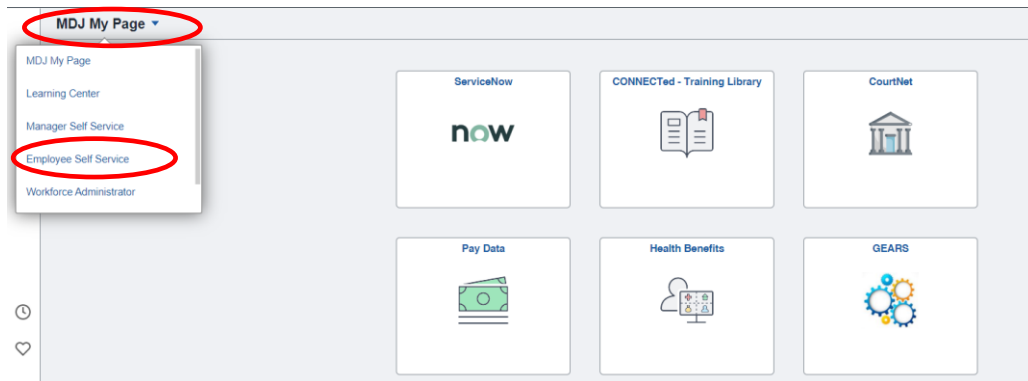 MDJ My Page
MDJ My Page
Learning Center
Manager Self Service
Employee Self Service
Workforce Administrator
ServiceNow
now
CONNECTed - Training Library
CourtNet
Pay Data
Health Benefits
GEARS